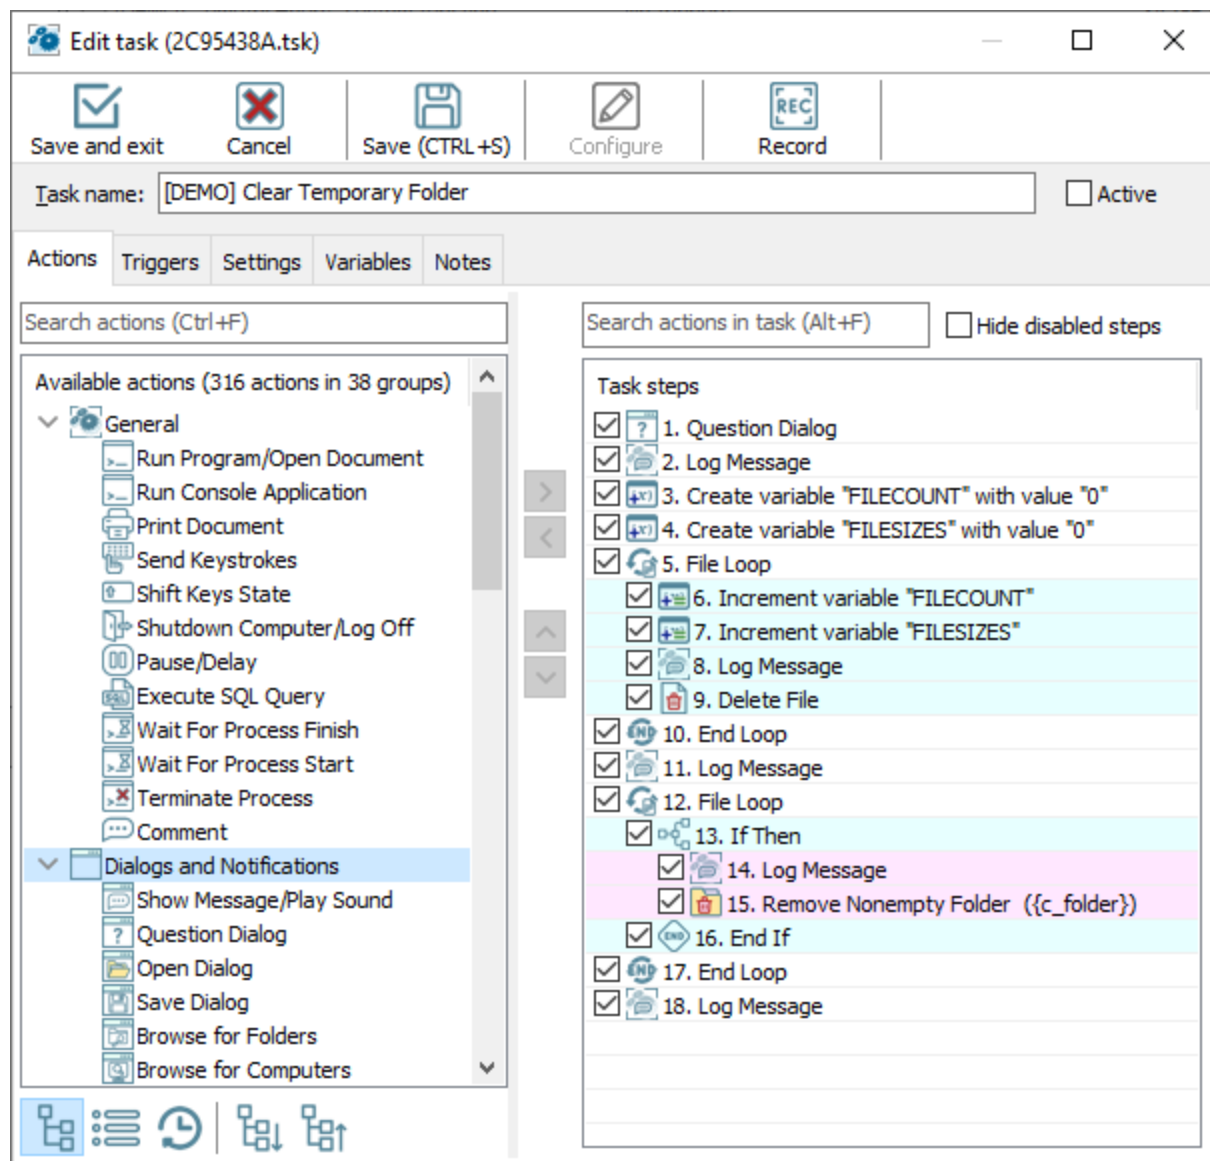 Edit task (2C95438A.tsk)
Save and exit
Cancel
Save (CTRL+S)
Configure
REC
Record
Task name:
[DEMO] Clear Temporary Folder
Active
Actions
Triggers
Settings
Variables
Notes
Search actions (Ctrl+F)
Available actions (316 actions in 38 groups)
General
Run Program/Open Document
Run Console Application
Print Document
Send Keystrokes
Shift Keys State
Shutdown Computer/Log Off
Pause/Delay
SQL
Execute SQL Query
Wait For Process Finish
Wait For Process Start
Terminate Process
Comment
Dialogs and Notifications
Show Message/Play Sound
Question Dialog
Open Dialog
Save Dialog
Browse for Folders
Browse for Computers
Search actions in task (Alt+F)
Hide disabled steps
Task steps
1. Question Dialog
2. Log Message
3. Create variable "FILECOUNT" with value "0"
4. Create variable "FILESIZES" with value "0"
5. File Loop
6. Increment variable "FILECOUNT"
7. Increment variable "FILESIZES"
8. Log Message
9. Delete File
END
10. End Loop
11. Log Message
12. File Loop
13. If Then
14. Log Message
15. Remove Nonempty Folder ({c_folder})
END
16. End If
END
17. End Loop
18. Log Message